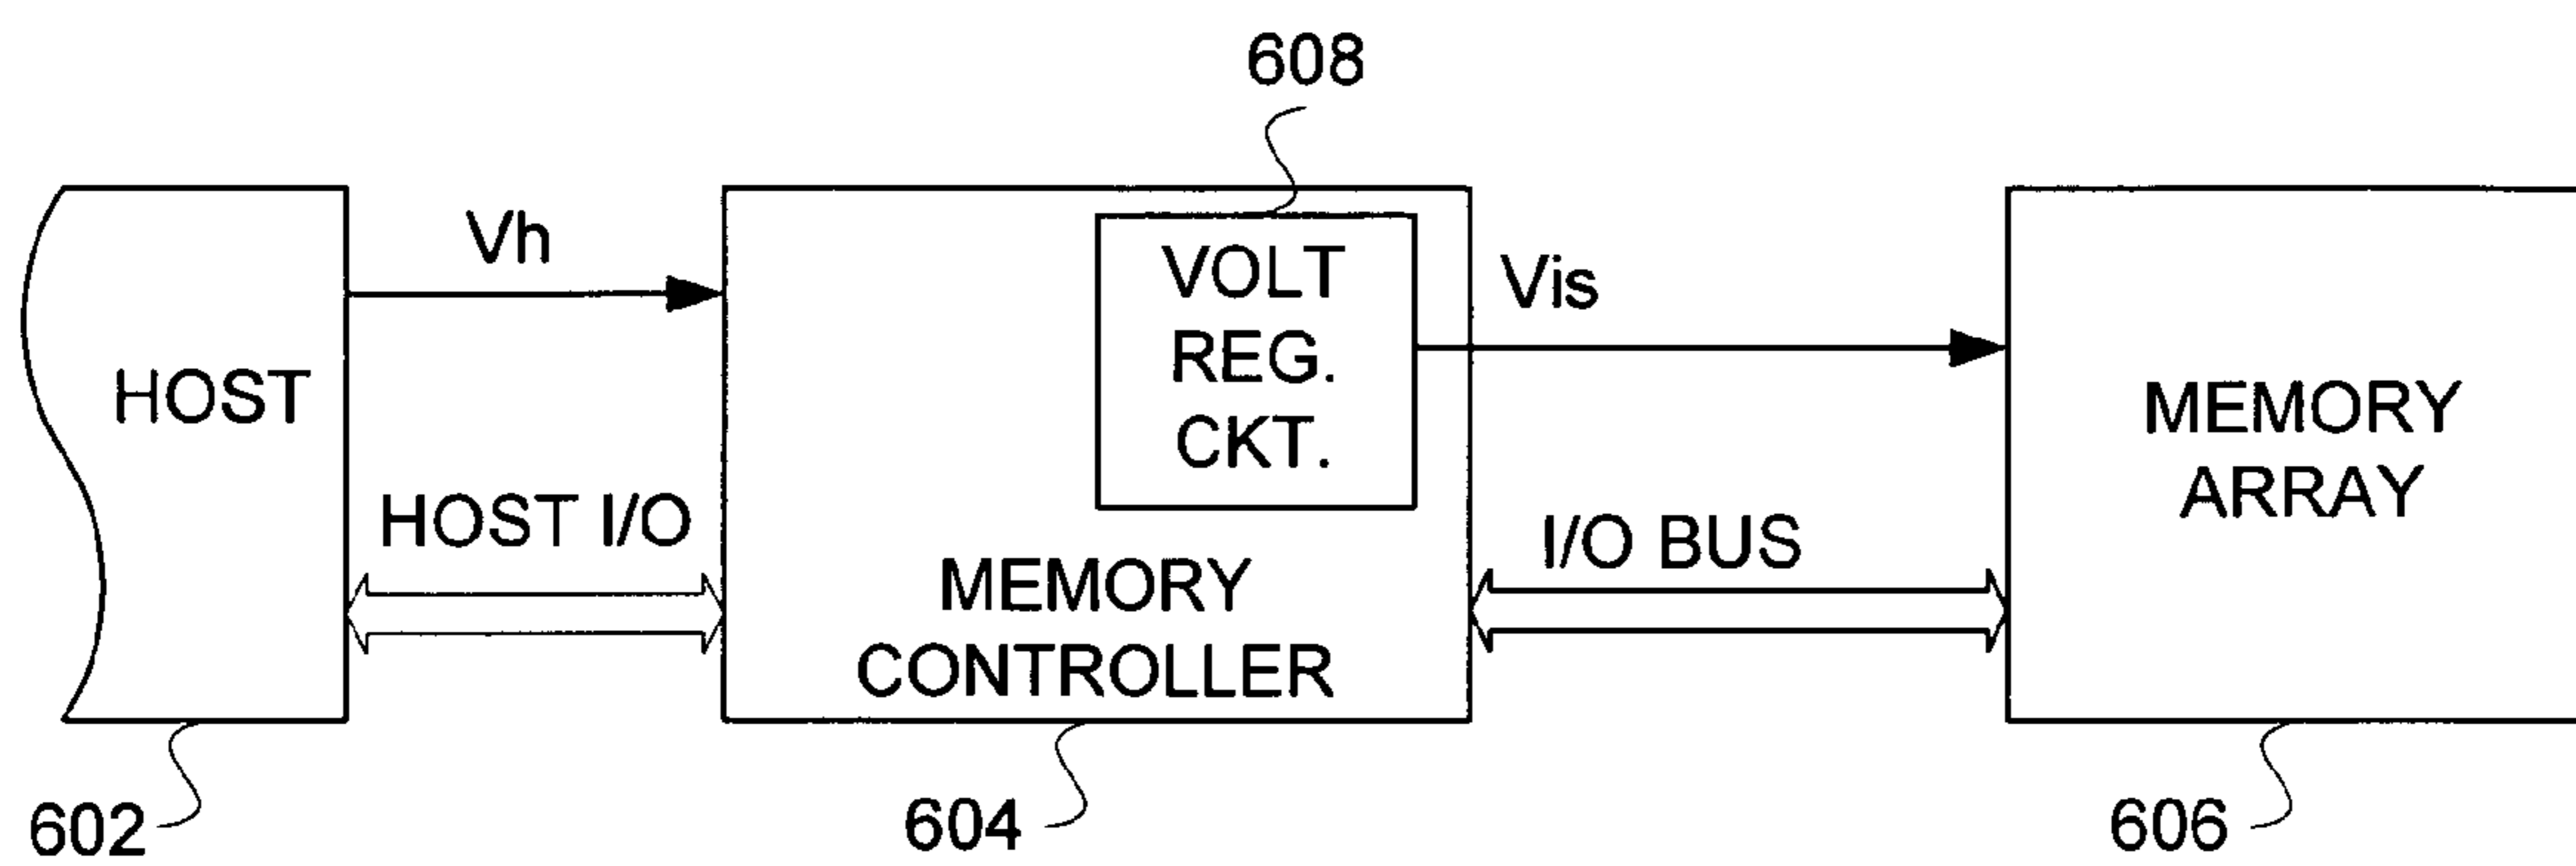 608
Vh
VOLT
REG.
CKT.
Vis
HOST
MEMORY
ARRAY
HOST I/O
I/O BUS
MEMORY
CONTROLLER
602
604
606